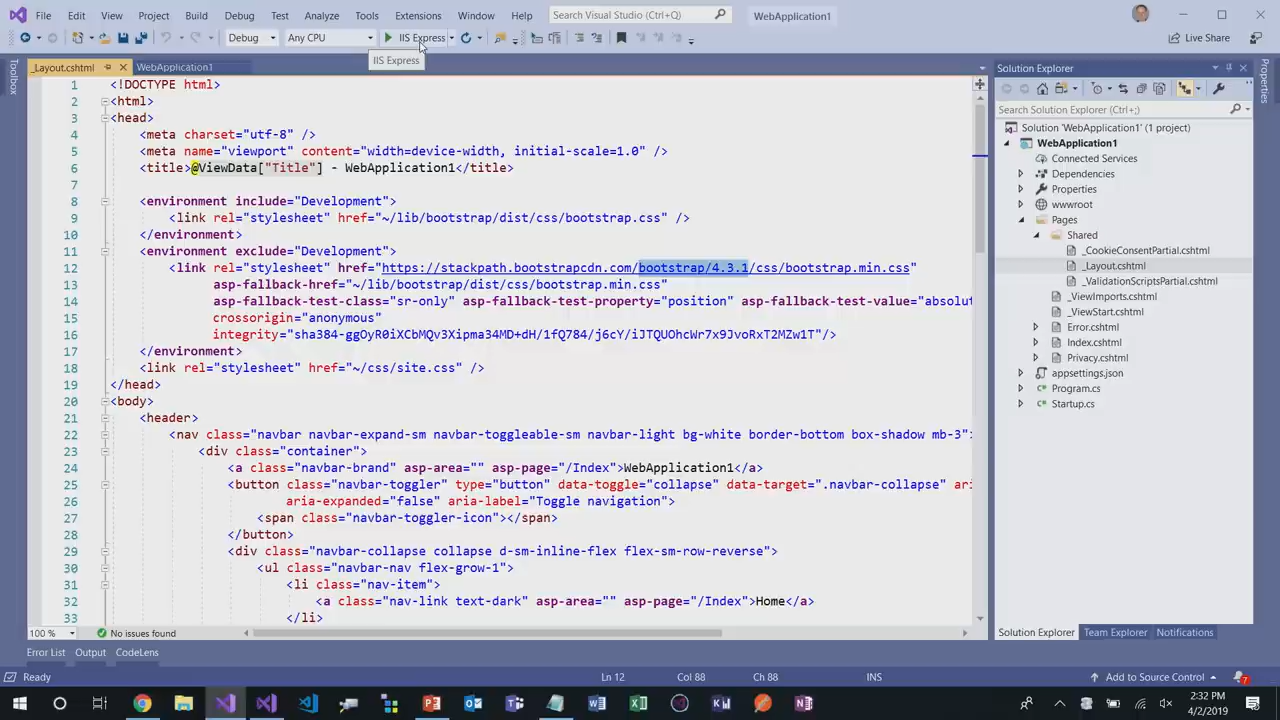 File Edit View Project Build Debug Test Analyze Tools Extensions Window Help Search Visual Studio (Ctrl+Q) WebApplication1
Debug Any CPU IIS Express Live Share
IIS Express
_Layout.cshtml WebApplication1
Toolbox
Properties
1 <!DOCTYPE html>
2 <html>
3 <head>
4 <meta charset="utf-8" />
5 <meta name="viewport" content="width=device-width, initial-scale=1.0" />
6 <title>@ViewData["Title"] - WebApplication1</title>
7
8 <environment include="Development">
9 <link rel="stylesheet" href="~/lib/bootstrap/dist/css/bootstrap.css" />
10 </environment>
11 <environment exclude="Development">
12 <link rel="stylesheet" href="https://stackpath.bootstrapcdn.com/bootstrap/4.3.1/css/bootstrap.min.css"
13 asp-fallback-href="~/lib/bootstrap/dist/css/bootstrap.min.css"
14 asp-fallback-test-class="sr-only" asp-fallback-test-property="position" asp-fallback-test-value="absolut
15 crossorigin="anonymous"
16 integrity="sha384-ggOyR0iXCbMQv3Xipma34MD+dH/1fQ784/j6cY/iJTQUOhcWr7x9JvoRxT2MZw1T"/>
17 </environment>
18 <link rel="stylesheet" href="~/css/site.css" />
19 </head>
20 <body>
21 <header>
22 <nav class="navbar navbar-expand-sm navbar-toggleable-sm navbar-light bg-white border-bottom box-shadow mb-3">
23 <div class="container">
24 <a class="navbar-brand" asp-area="" asp-page="/Index">WebApplication1</a>
25 <button class="navbar-toggler" type="button" data-toggle="collapse" data-target=".navbar-collapse" ari
26 aria-expanded="false" aria-label="Toggle navigation">
27 <span class="navbar-toggler-icon"></span>
28 </button>
29 <div class="navbar-collapse collapse d-sm-inline-flex flex-sm-row-reverse">
30 <ul class="navbar-nav flex-grow-1">
31 <li class="nav-item">
32 <a class="nav-link text-dark" asp-area="" asp-page="/Index">Home</a>
33 </li>
100 % No issues found
Solution Explorer
Search Solution Explorer (Ctrl+;)
Solution 'WebApplication1' (1 project)
WebApplication1
Connected Services
Dependencies
Properties
wwwroot
Pages
Shared
_CookieConsentPartial.cshtml
_Layout.cshtml
_ValidationScriptsPartial.cshtml
_ViewImports.cshtml
_ViewStart.cshtml
Error.cshtml
Index.cshtml
Privacy.cshtml
appsettings.json
Program.cs
Startup.cs
Solution Explorer Team Explorer Notifications
Error List Output CodeLens
Ready Ln 12 Col 88 Ch 88 INS Add to Source Control 7
2:32 PM
4/2/2019